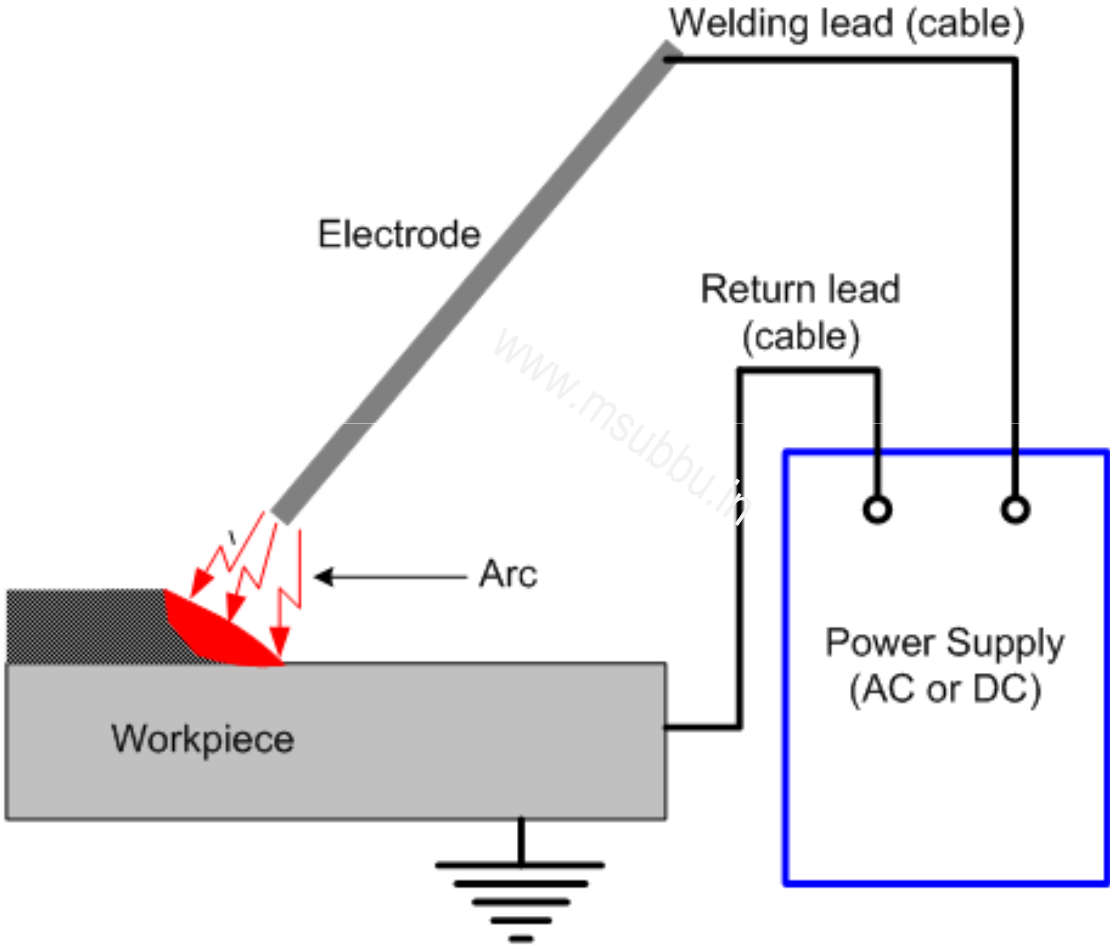 Welding lead (cable)
Electrode
Return lead
(cable)
www.msubbu.in
Arc
Power Supply
(AC or DC)
Workpiece